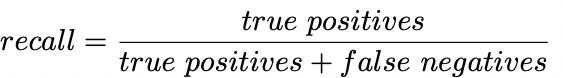 recall = true positives / true positives + false negatives